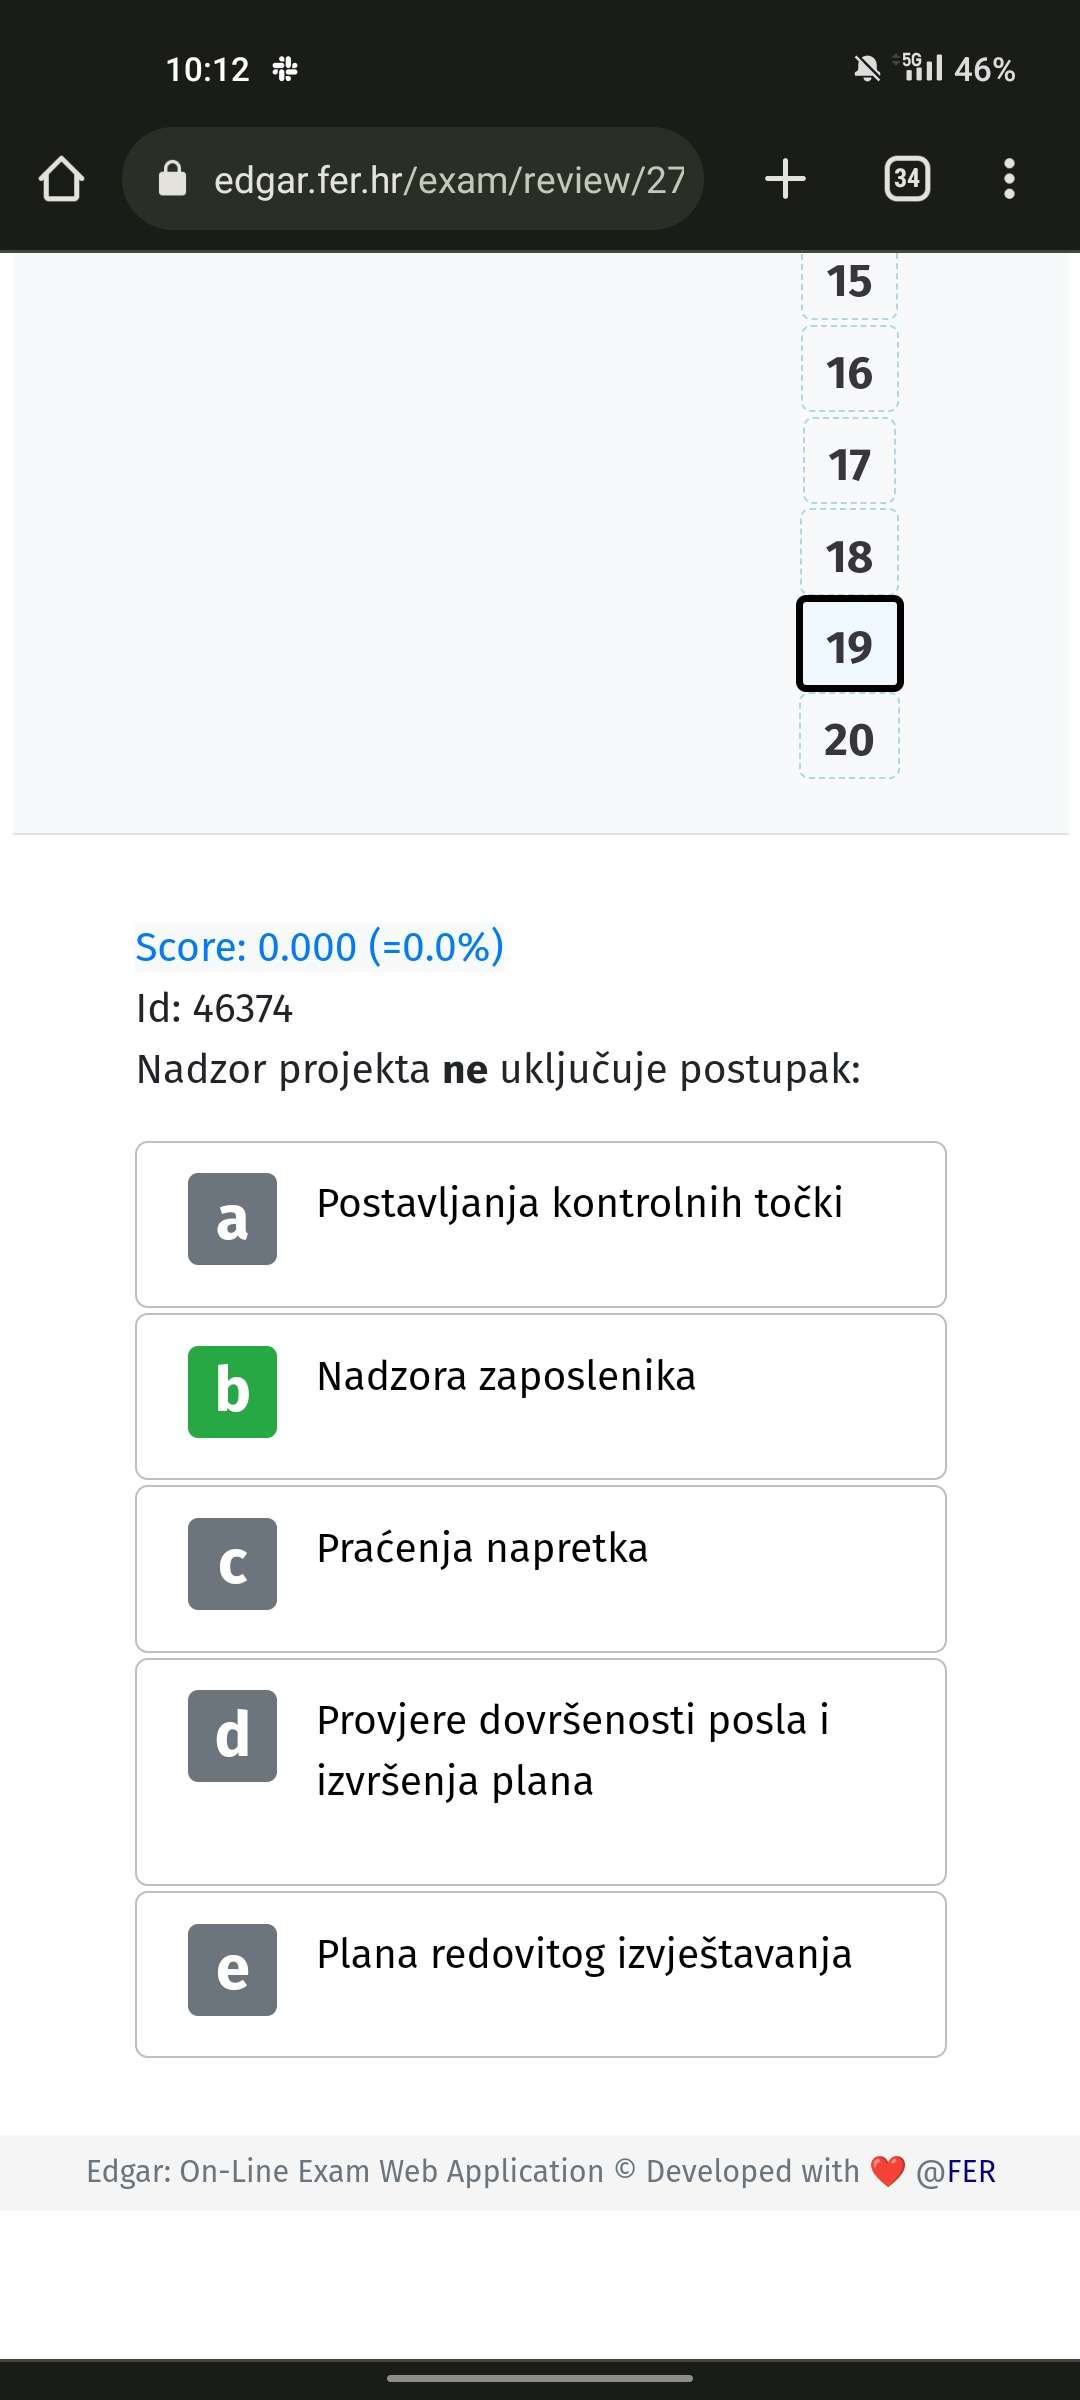 10:12
5G 46%
edgar.fer.hr/exam/review/27
34
15
16
17
18
19
20
Score: 0.000 (=0.0%)
Id: 46374
Nadzor projekta ne uključuje postupak:
a Postavljanja kontrolnih točki
b Nadzora zaposlenika
c Praćenja napretka
d Provjere dovršenosti posla i
izvršenja plana
e Plana redovitog izvještavanja
Edgar: On-Line Exam Web Application © Developed with ❤️ @FER